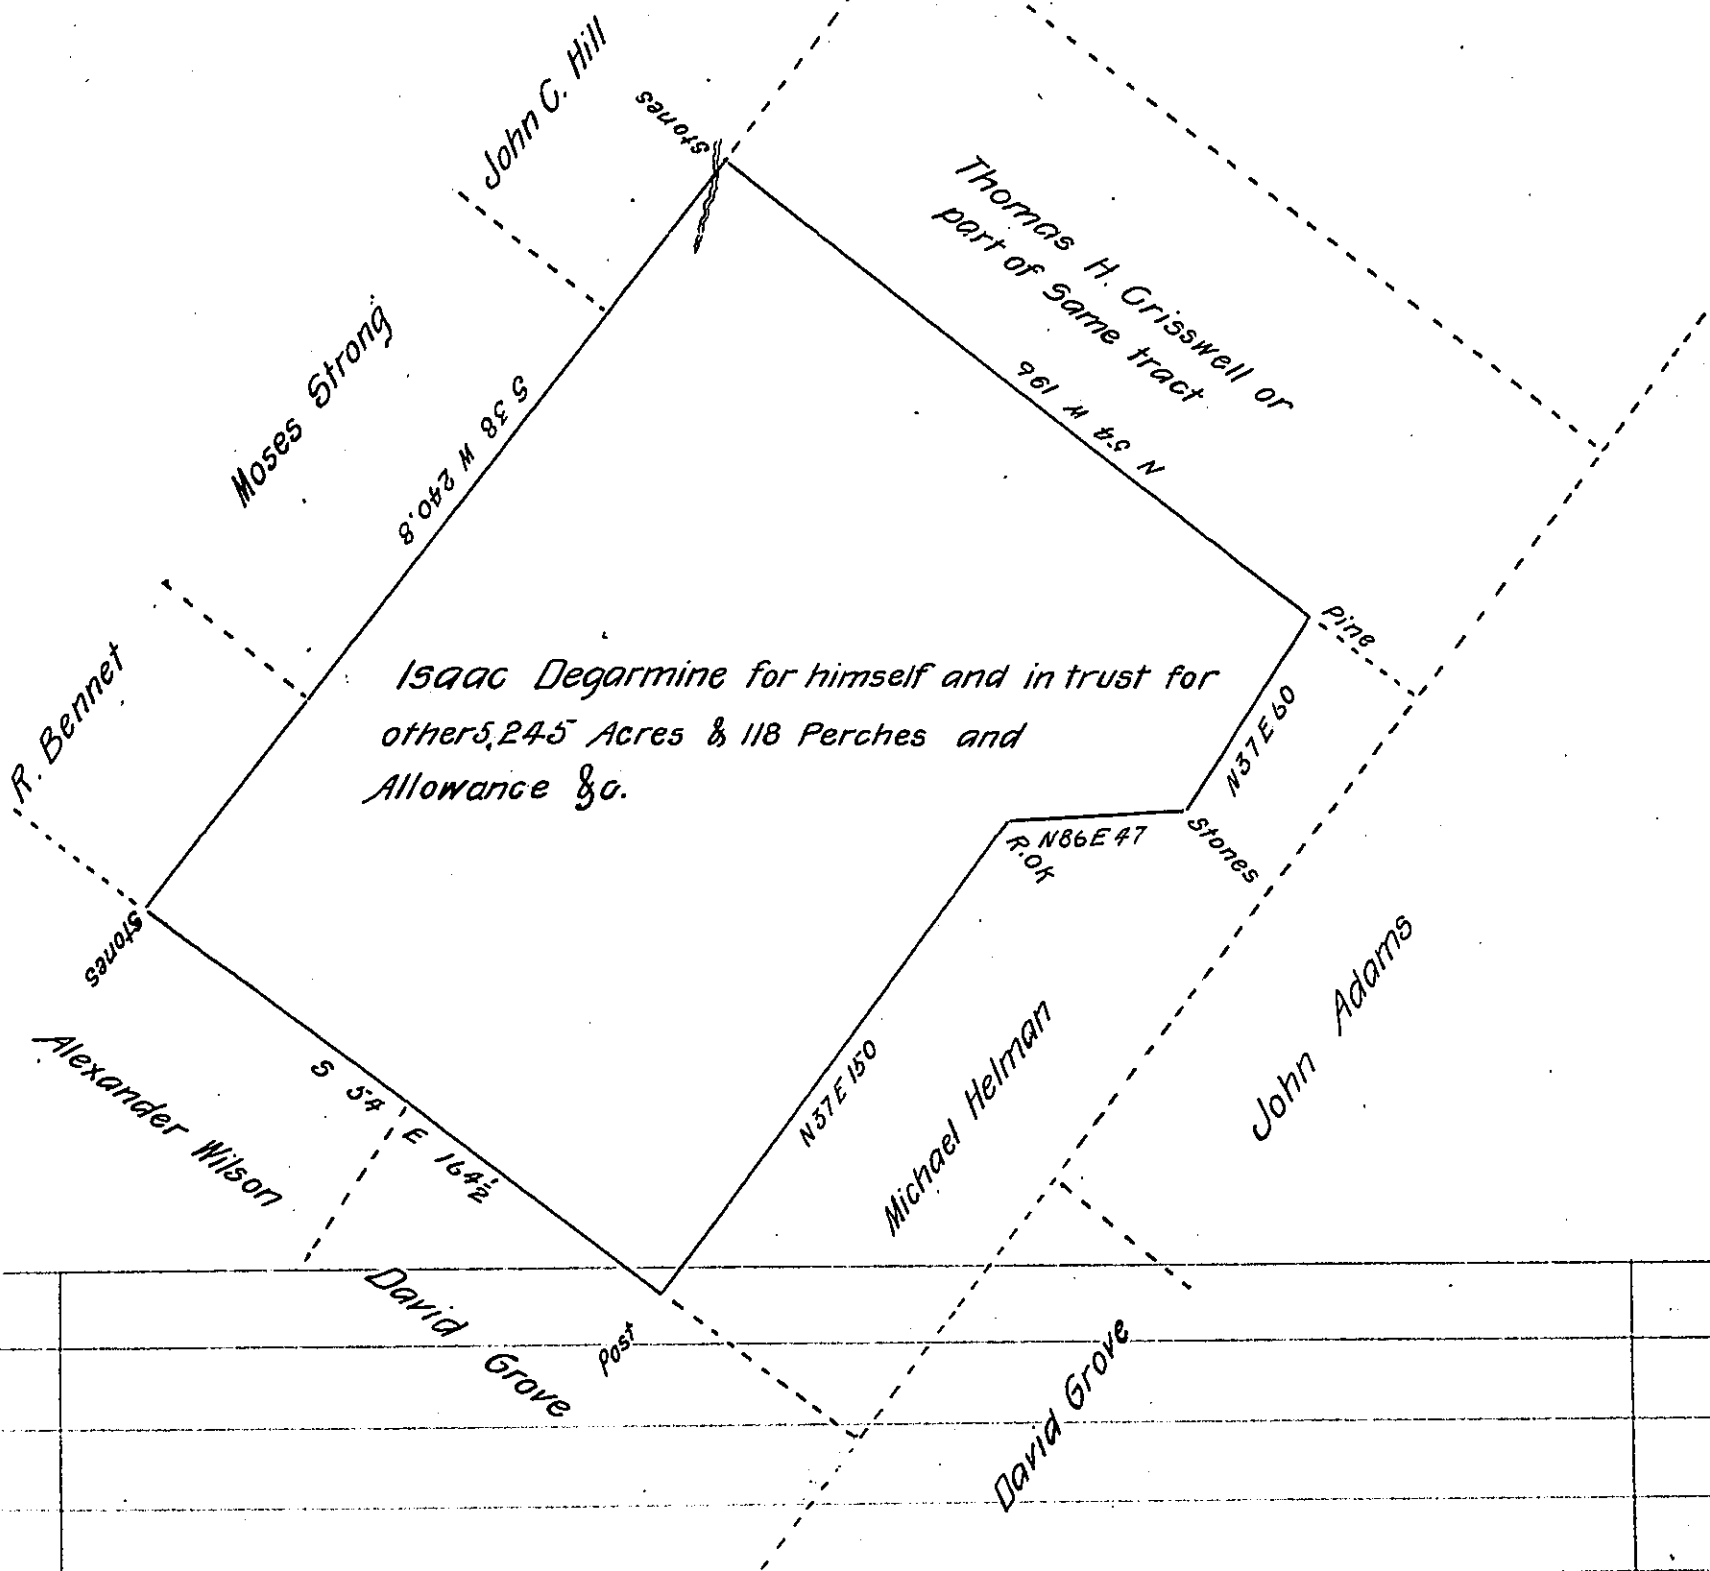 John C. Hill
stones
Thomas H. Crisswell or
part of same tract
Moses Strong
S 38 W 240.8
N 54 W 196
Pine
R. Bennet
Isaac Degarmine for himself and in trust for
others, 245 Acres & 118 Perches and
Allowance &c.
N37E60
N86E47
R.OK
Stones
stones
John Adams
Alexander Wilson
S 54 E 164½
N37E150
Michael Helman
David Grove
Post
David Grove